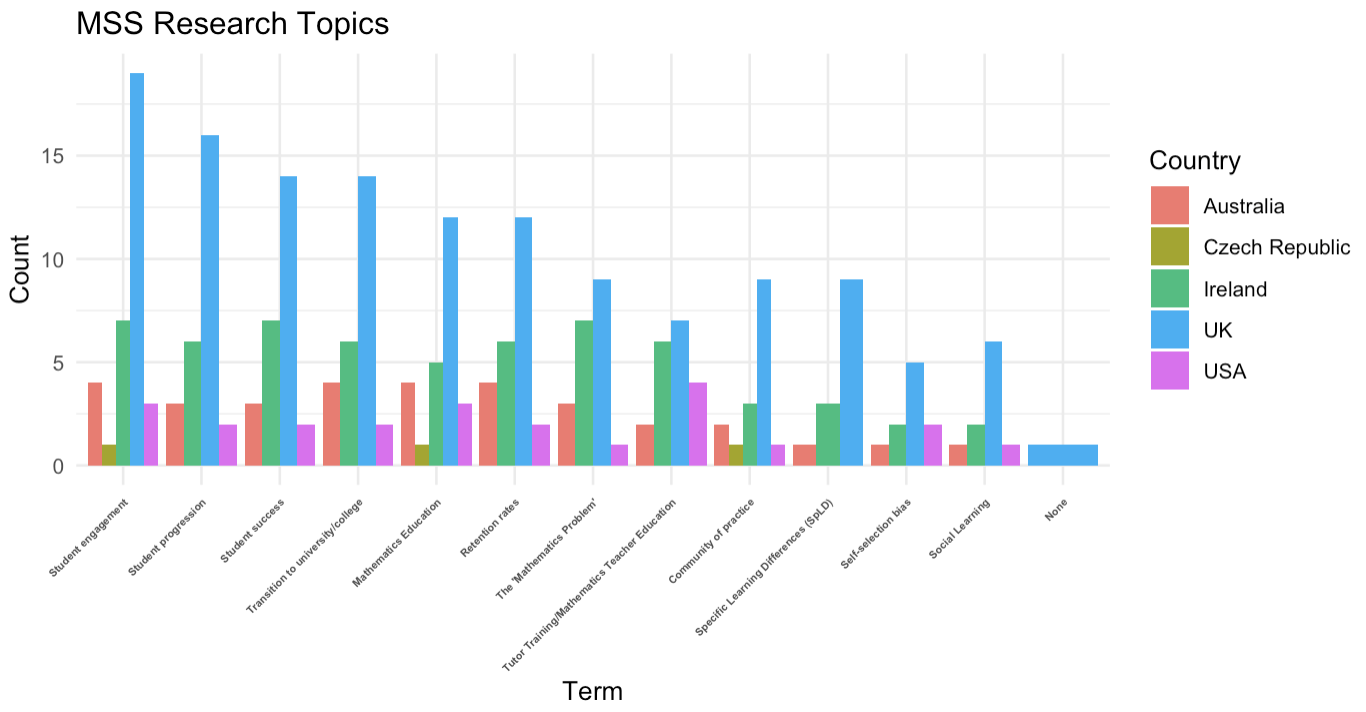 MSS Research Topics
Count
15
10
5
0
Student engagement
Student progression
Student success
Transition to university/college
Mathematics Education
Retention rates
The 'Mathematics Problem'
Tutor Training/Mathematics Teacher Education
Community of practice
Specific Learning Differences (SpLD)
Self-selection bias
Social Learning
None
Term
Country
Australia
Czech Republic
Ireland
UK
USA